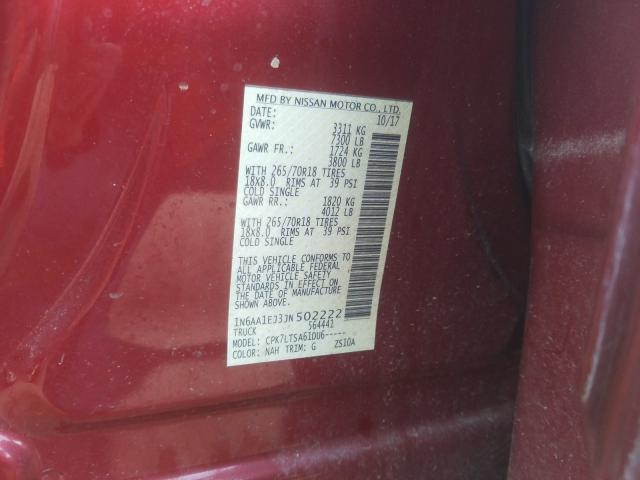 MFD BY NISSAN MOTOR CO., LTD.
DATE: 10/17
GVWR: 3311 KG
7300 LB
GAWR FR.: 1724 KG
3800 LB
WITH 265/70R18 TIRES
18X8.0 RIMS AT 39 PSI
COLD SINGLE
GAWR RR.: 1820 KG
4012 LB
WITH 265/70R18 TIRES
18X8.0 RIMS AT 39 PSI
COLD SINGLE
THIS VEHICLE CONFORMS TO
ALL APPLICABLE FEDERAL
MOTOR VEHICLE SAFETY
STANDARDS IN EFFECT ON
THE DATE OF MANUFACTURE
SHOWN ABOVE.
1N6AA1EJ3JN502222
TRUCK 564441
MODEL: CPK7LTSA6IDU6-----
COLOR: NAH TRIM: G ZS10A